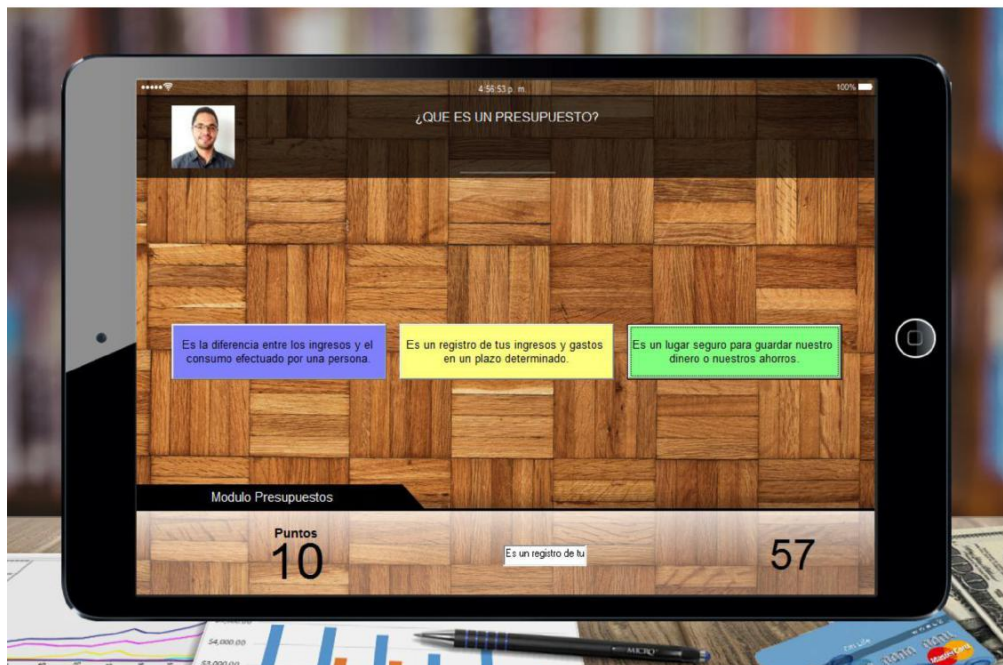 4:56:53 p. m.
100%
¿QUE ES UN PRESUPUESTO?
Es la diferencia entre los ingresos y el
consumo efectuado por una persona.
Es un registro de tus ingresos y gastos
en un plazo determinado.
Es un lugar seguro para guardar nuestro
dinero o nuestros ahorros.
Modulo Presupuestos
Puntos
10
Es un registro de tu
57
$4,000.00
$3,000.00
MICRO
MasterCard